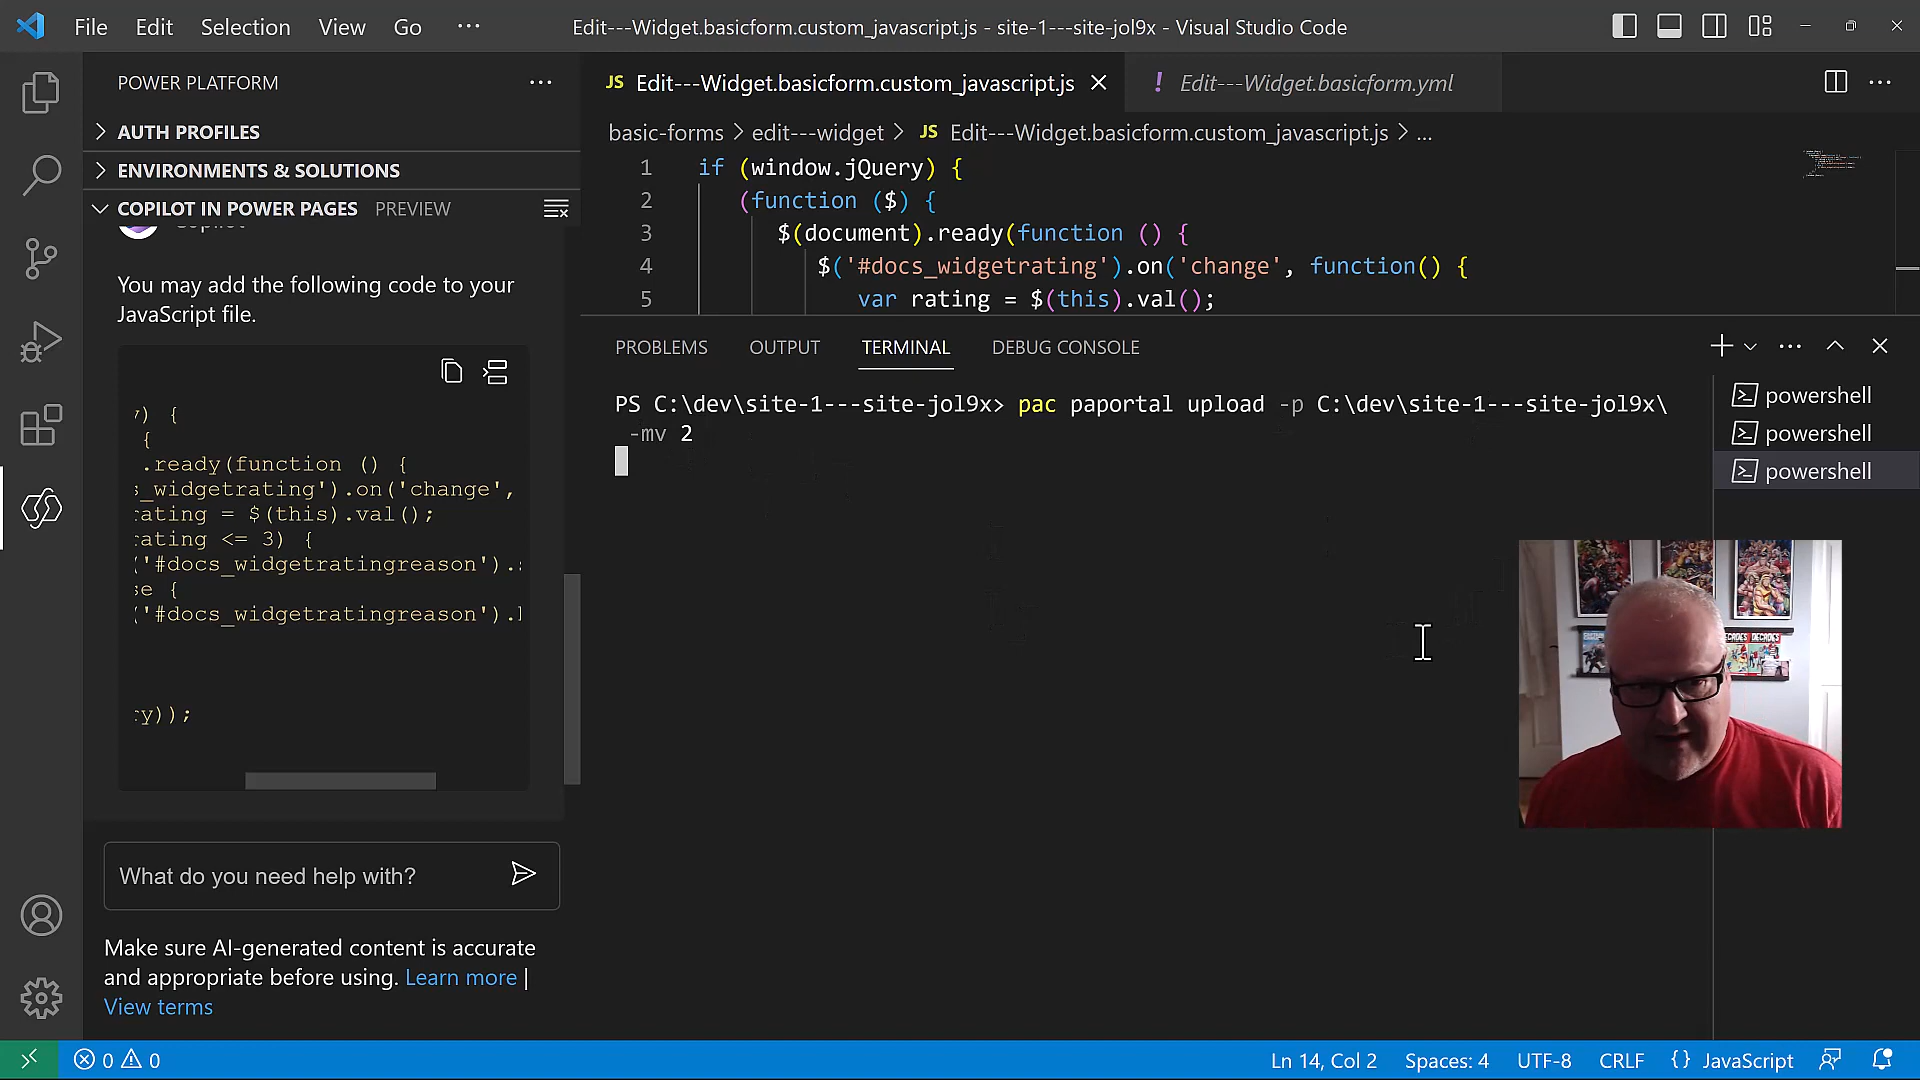 File Edit Selection View Go ···
Edit---Widget.basicform.custom_javascript.js - site-1---site-jol9x - Visual Studio Code
POWER PLATFORM
AUTH PROFILES
ENVIRONMENTS & SOLUTIONS
COPILOT IN POWER PAGES PREVIEW
Copilot
You may add the following code to your
JavaScript file.
) {
{
.ready(function () {
s_widgetrating').on('change',
rating = $(this).val();
rating <= 3) {
('#docs_widgetratingreason').
se {
('#docs_widgetratingreason').
ry));
What do you need help with?
Make sure AI-generated content is accurate
and appropriate before using. Learn more |
View terms
JS Edit---Widget.basicform.custom_javascript.js
! Edit---Widget.basicform.yml
basic-forms > edit---widget > JS Edit---Widget.basicform.custom_javascript.js > ...
1 if (window.jQuery) {
2 (function ($) {
3 $(document).ready(function () {
4 $('#docs_widgetrating').on('change', function() {
5 var rating = $(this).val();
PROBLEMS OUTPUT TERMINAL DEBUG CONSOLE
PS C:\dev\site-1---site-jol9x> pac paportal upload -p C:\dev\site-1---site-jol9x\
-mv 2
powershell
powershell
powershell
0 0
Ln 14, Col 2 Spaces: 4 UTF-8 CRLF {} JavaScript